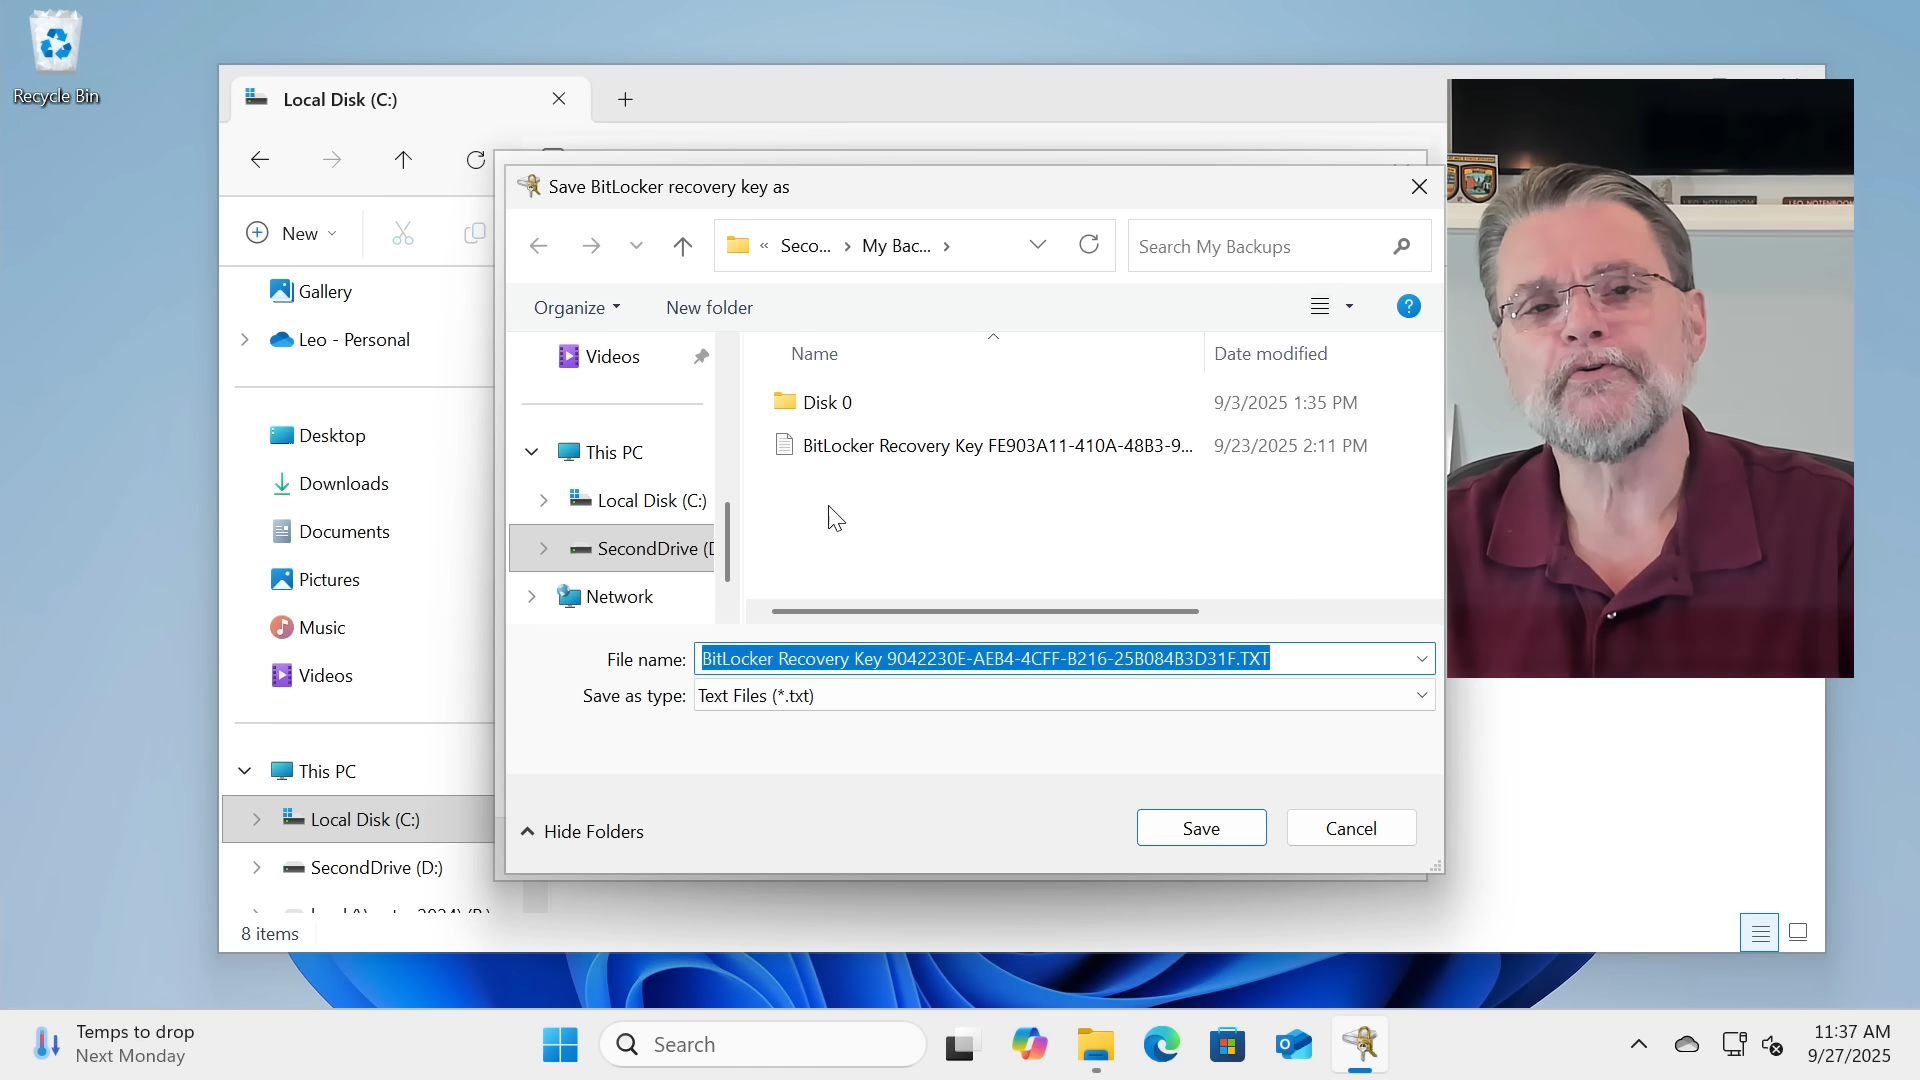 Recycle Bin
Local Disk (C:)
New
Gallery
Leo - Personal
Desktop
Downloads
Documents
Pictures
Music
Videos
This PC
Local Disk (C:)
SecondDrive (D:)
8 items
Save BitLocker recovery key as
« Seco... › My Bac... ›
Search My Backups
Organize
New folder
Videos
This PC
Local Disk (C:)
SecondDrive (D
Network
Name Date modified
Disk 0 9/3/2025 1:35 PM
BitLocker Recovery Key FE903A11-410A-48B3-9... 9/23/2025 2:11 PM
File name: BitLocker Recovery Key 9042230E-AEB4-4CFF-B216-25B084B3D31F.TXT
Save as type: Text Files (*.txt)
Hide Folders
Save
Cancel
LEO NOTENBOOM
LEO NOTENBOOM
Temps to drop
Next Monday
Search
11:37 AM
9/27/2025